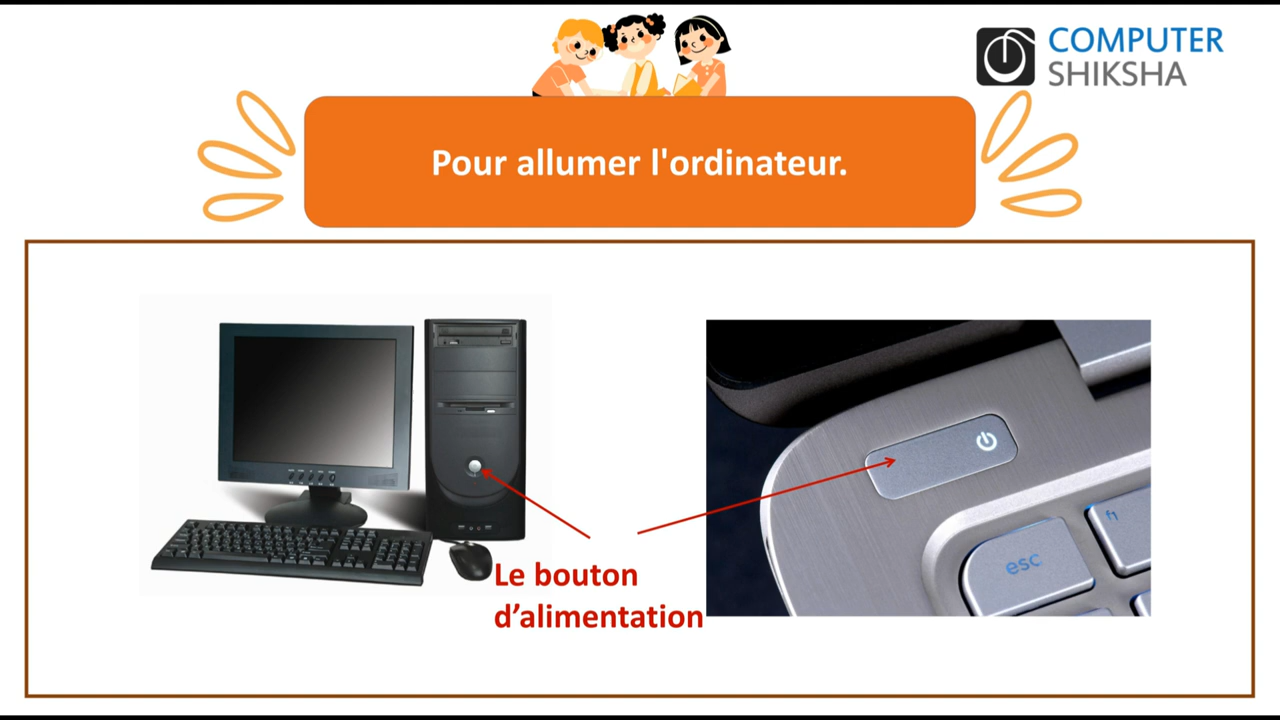 COMPUTER
SHIKSHA
Pour allumer l'ordinateur.
Le bouton
d’alimentation
esc
f1